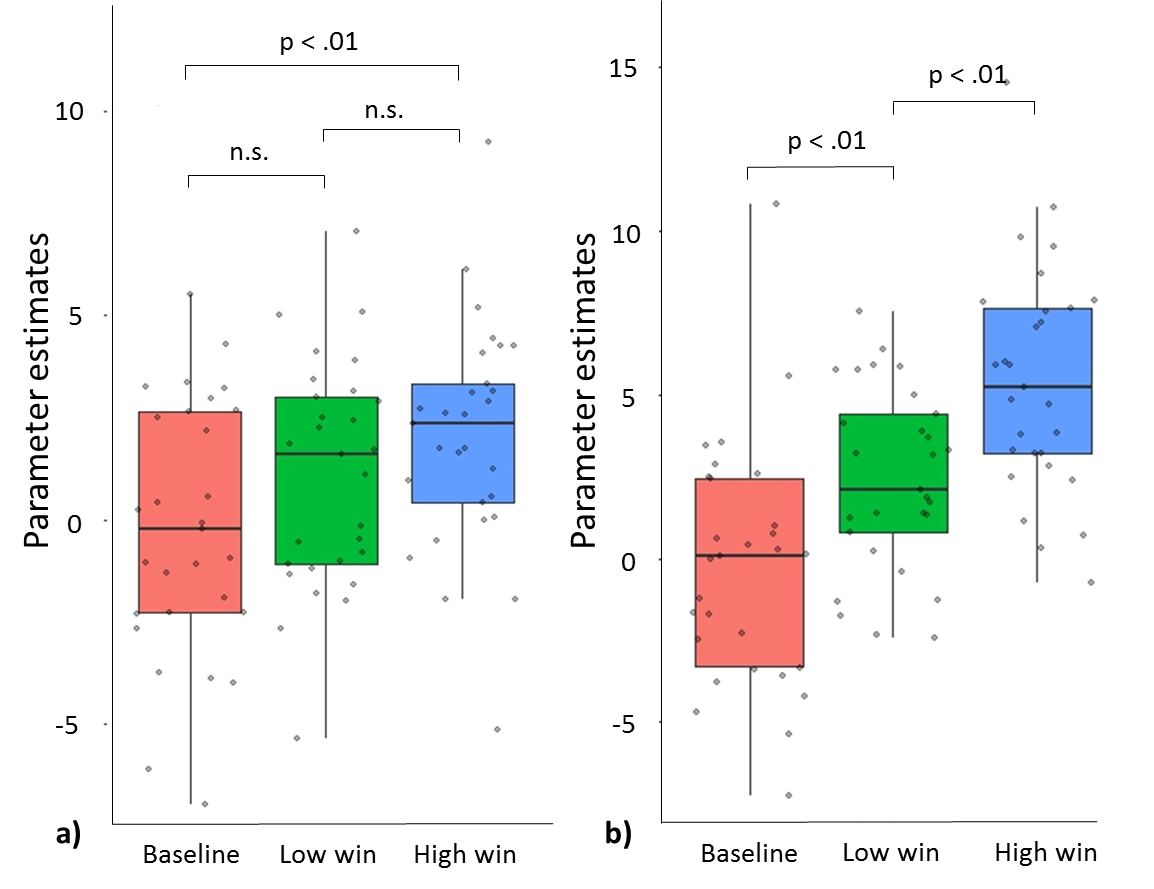 p < .01
n.s.
n.s.
10
5
0
-5
Parameter estimates
a)
Baseline
Low win
High win
p < .01
p < .01
15
10
5
0
-5
Parameter estimates
b)
Baseline
Low win
High win